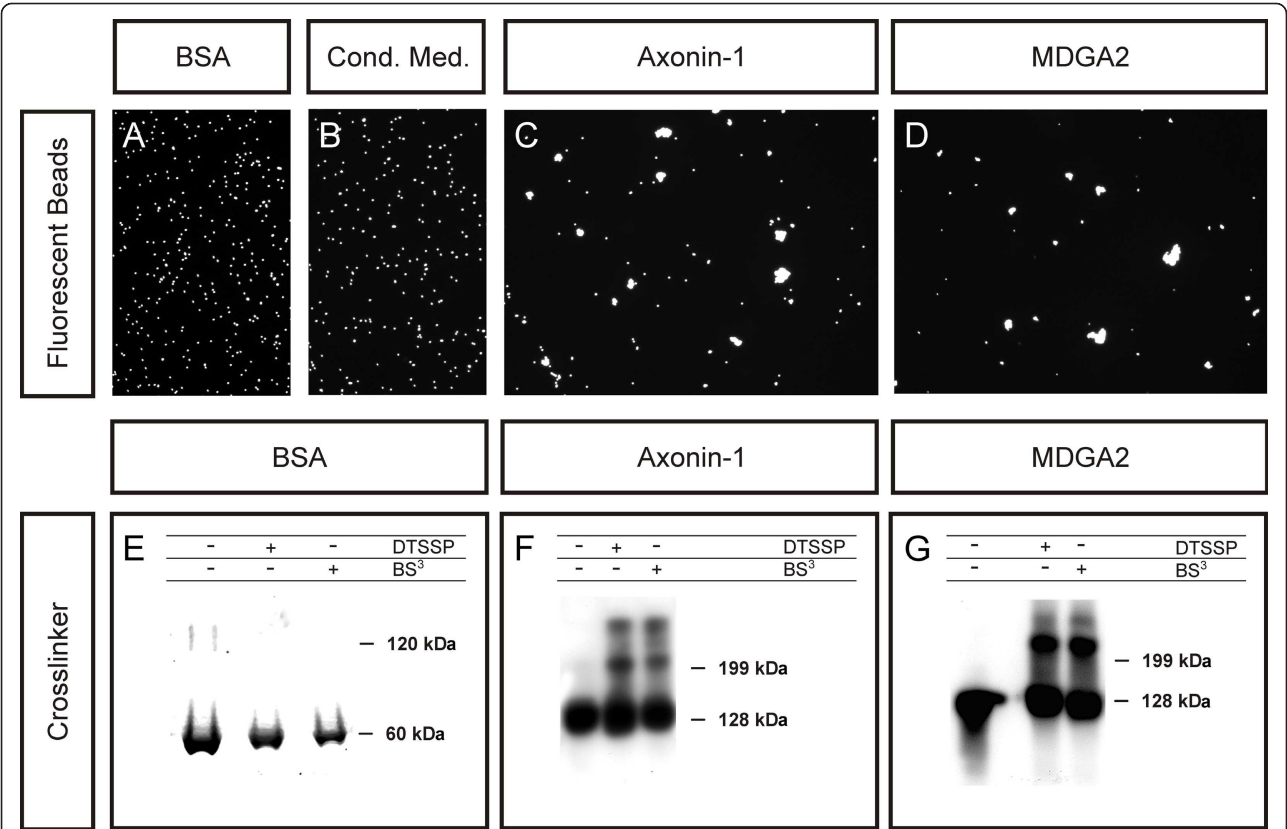 BSA
Cond. Med.
Axonin-1
MDGA2
Fluorescent Beads
A
B
C
D
BSA
Axonin-1
MDGA2
Crosslinker
E
- + - DTSSP
- - + BS³
120 kDa
60 kDa
F
- + - DTSSP
- - + BS³
199 kDa
128 kDa
G
- + - DTSSP
- - + BS³
199 kDa
128 kDa